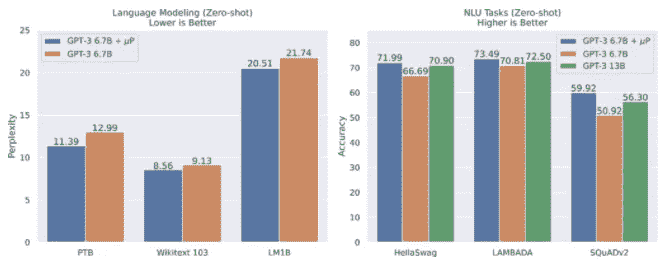 Language Modeling (Zero-shot)
Lower is Better
GPT-3 6.7B + μP
GPT-3 6.7B
Perplexity
25
20
15
10
5
0
11.39
12.99
8.56
9.13
20.51
21.74
PTB
Wikitext 103
LM1B
NLU Tasks (Zero-shot)
Higher is Better
GPT-3 6.7B + μP
GPT-3 6.7B
GPT-3 13B
Accuracy
80
70
60
50
40
30
20
10
0
71.99
66.69
70.90
73.49
70.81
72.50
59.92
50.92
56.30
HellaSwag
LAMBADA
SQuADv2